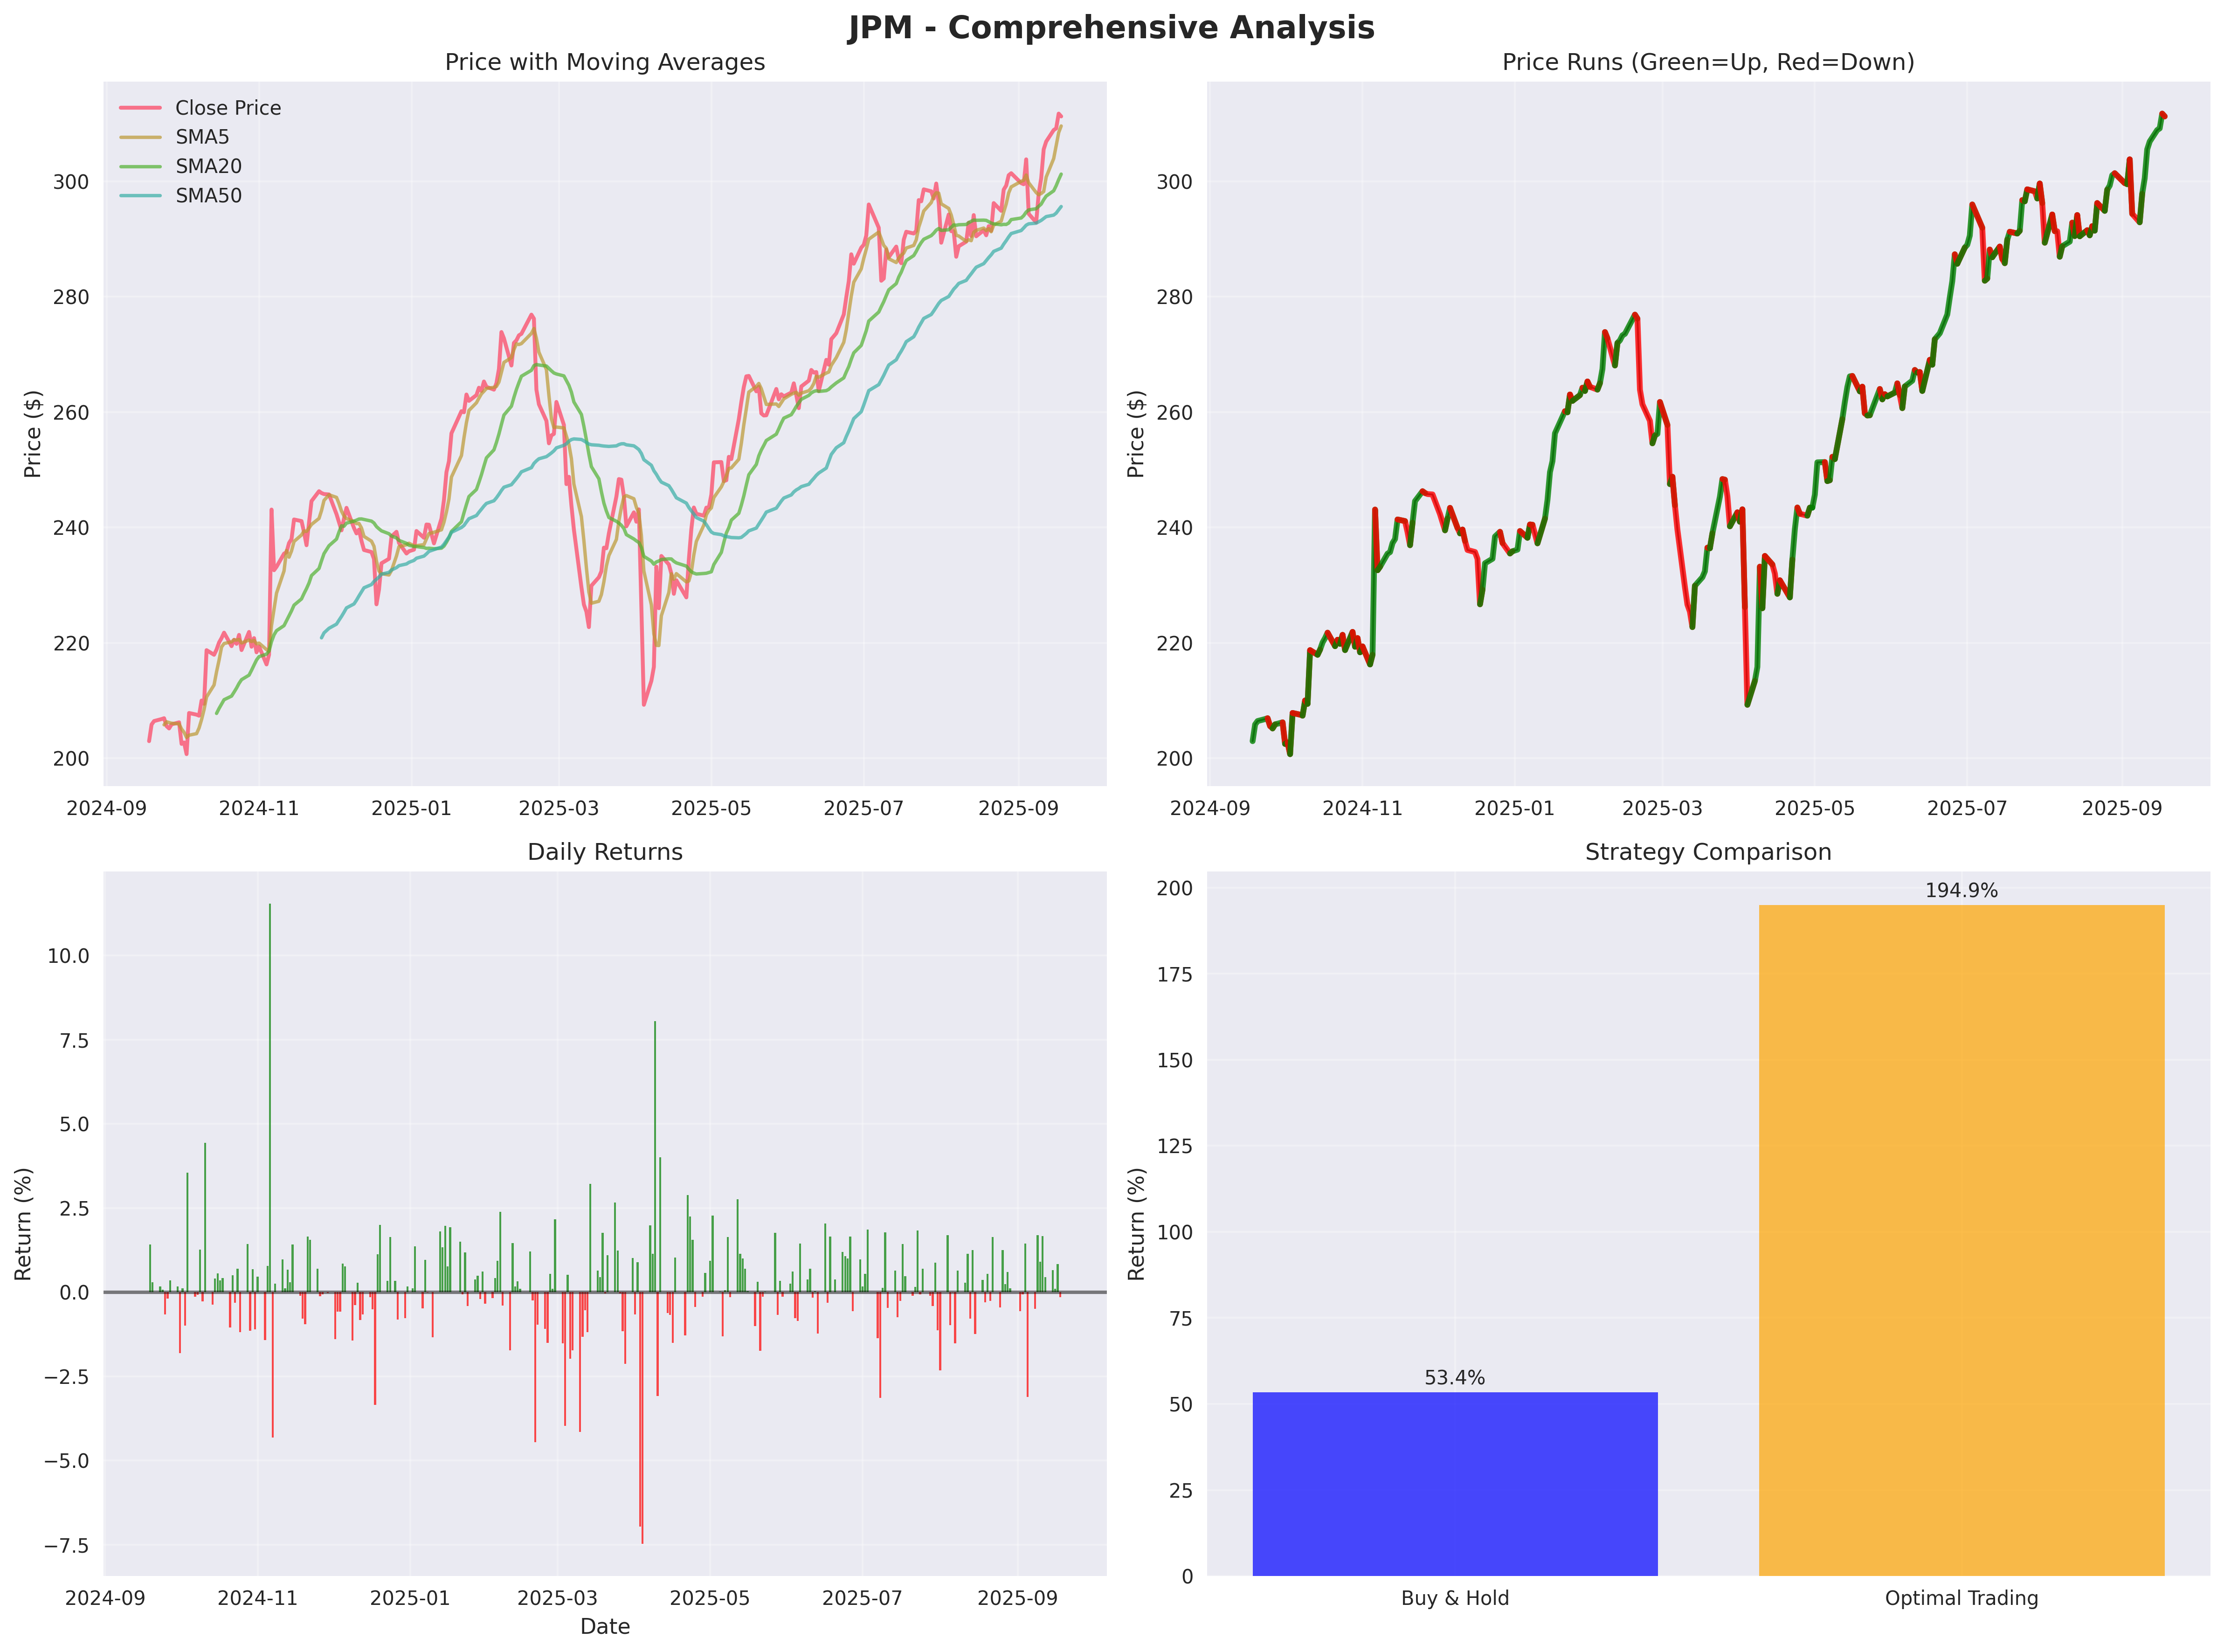 JPM - Comprehensive Analysis
Price with Moving Averages
Close Price
SMA5
SMA20
SMA50
Price ($)
300
280
260
240
220
200
2024-09 2024-11 2025-01 2025-03 2025-05 2025-07 2025-09
Price Runs (Green=Up, Red=Down)
Price ($)
300
280
260
240
220
200
2024-09 2024-11 2025-01 2025-03 2025-05 2025-07 2025-09
Daily Returns
Return (%)
10.0
7.5
5.0
2.5
0.0
−2.5
−5.0
−7.5
2024-09 2024-11 2025-01 2025-03 2025-05 2025-07 2025-09
Date
Strategy Comparison
Return (%)
200
175
150
125
100
75
50
25
0
194.9%
53.4%
Buy & Hold Optimal Trading